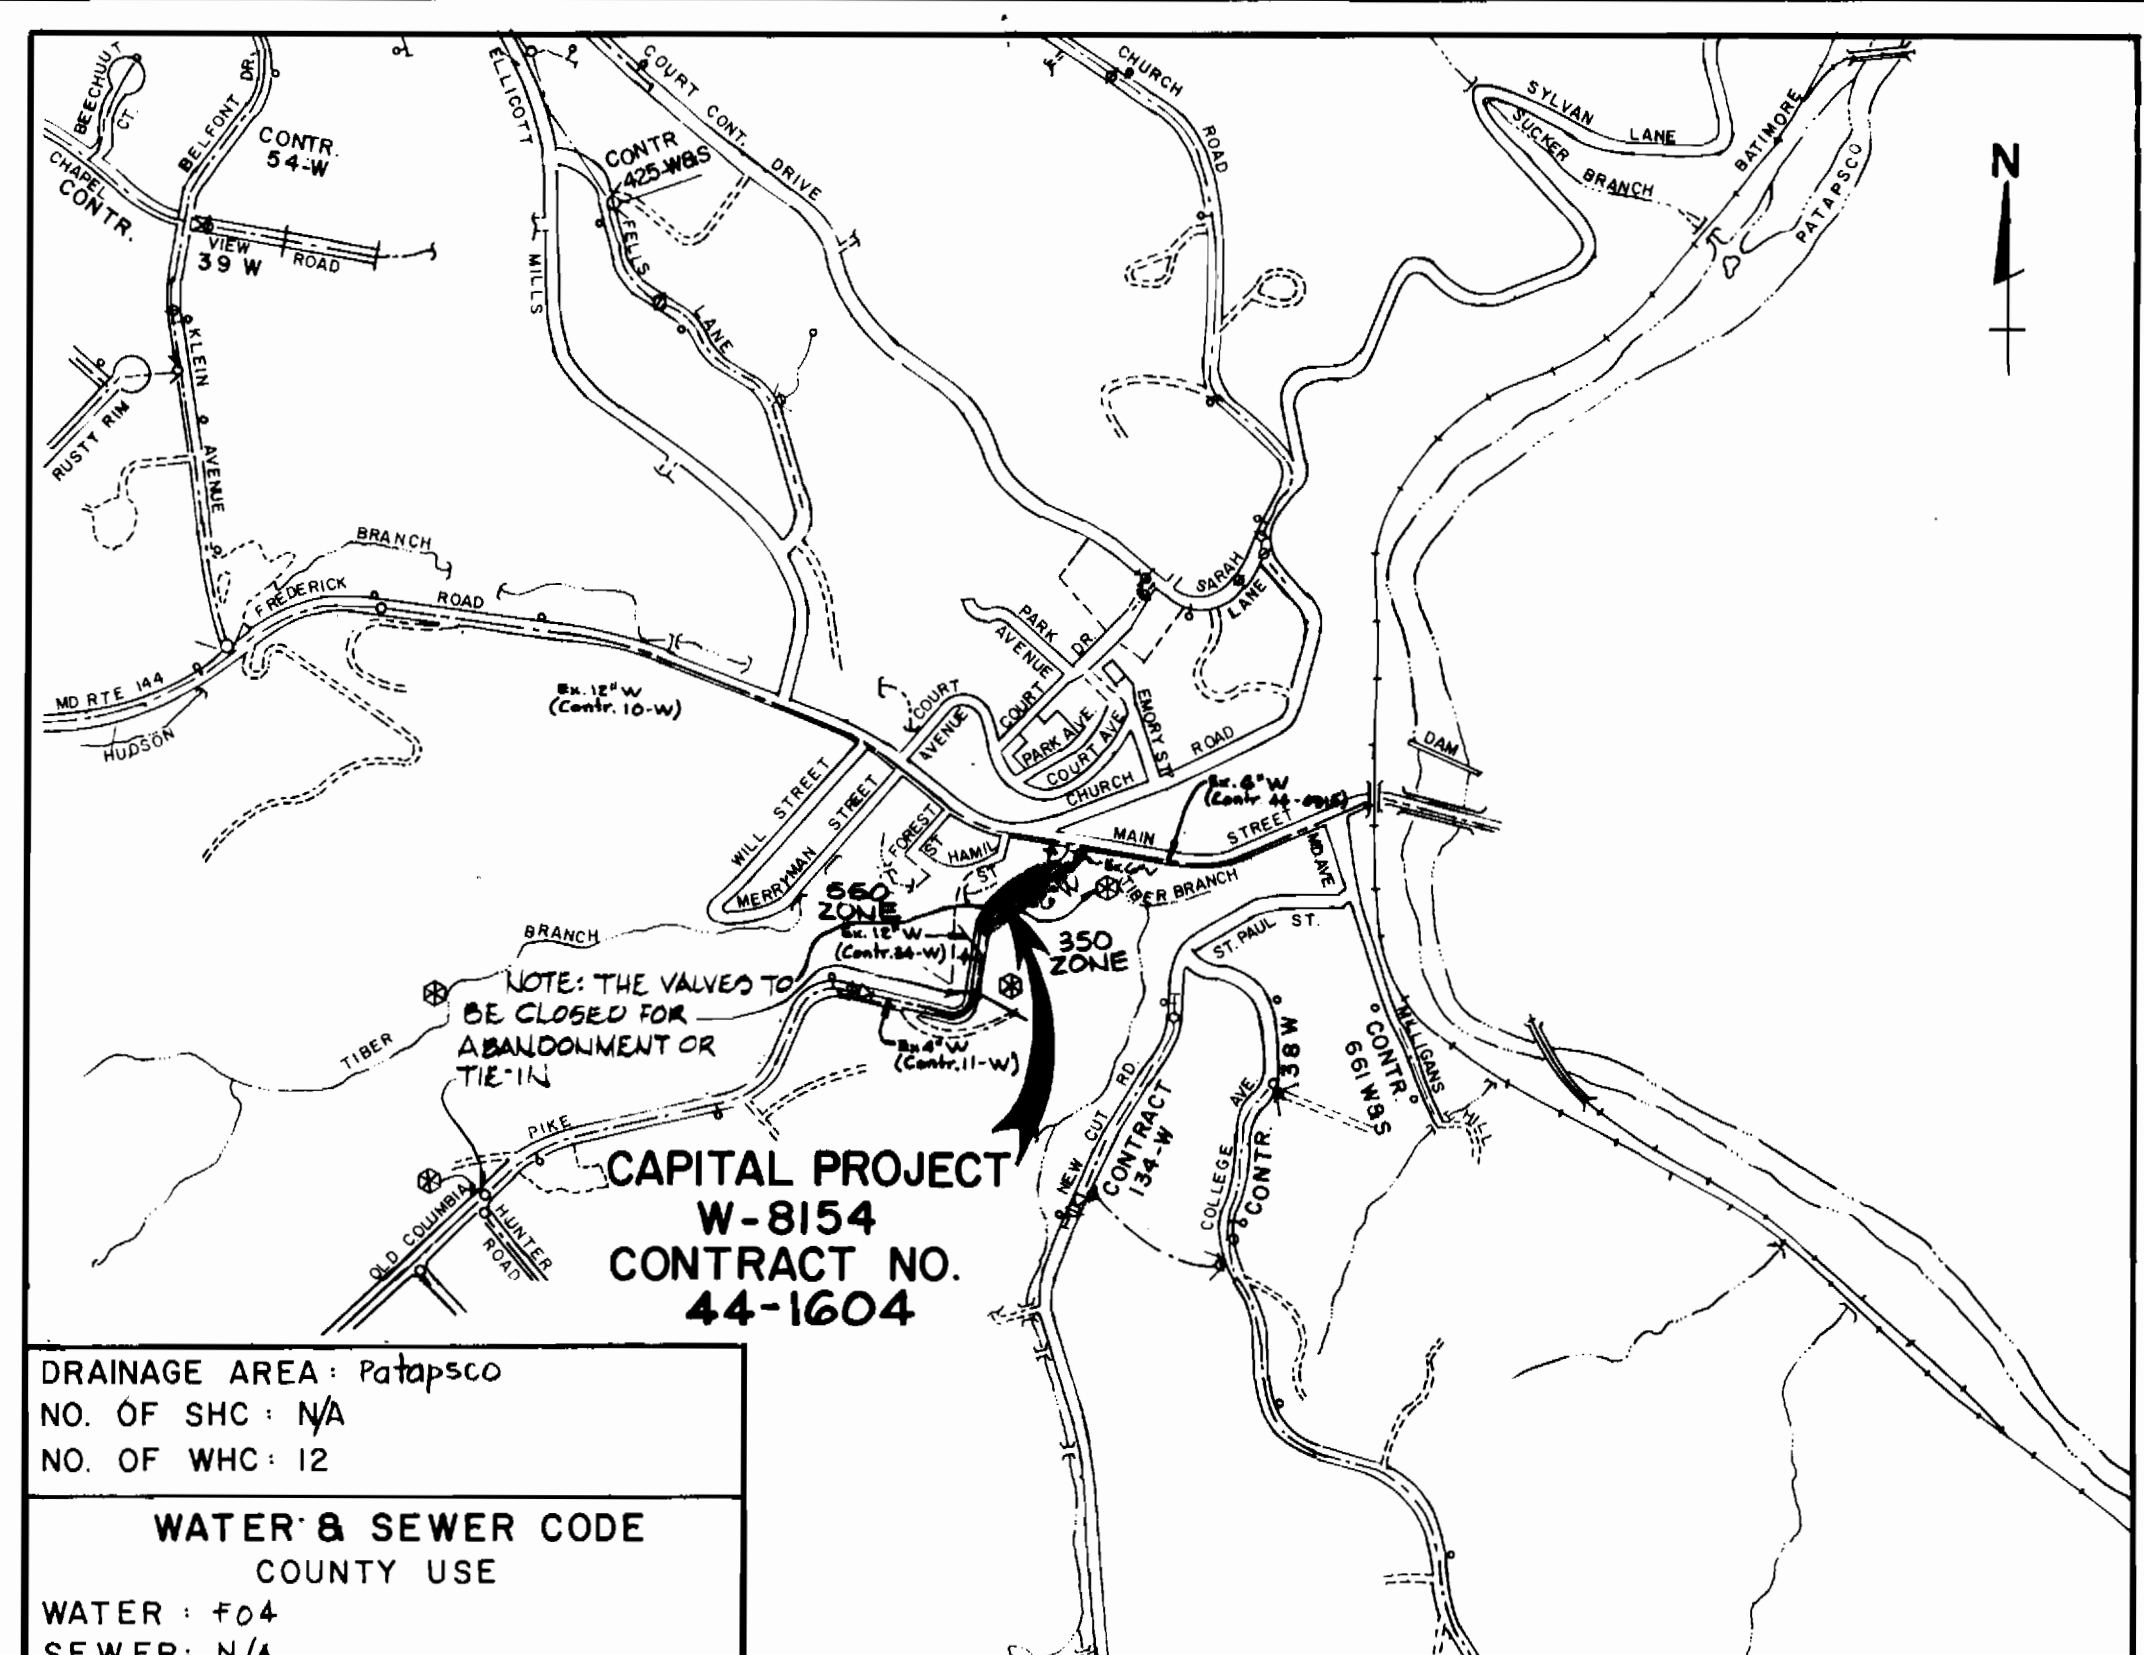 BEECHUUT
CT.
BELFONT DR.
CONTR.
54-W
CHAPEL
CONTR.
VIEW
39 W
ROAD
ELLICOTT
MILLS
COURT CONT. DRIVE
CONTR
425-W&S
FELLS
LANE
CHURCH
ROAD
SYLVAN
LANE
SUCKER
BRANCH
BATIMORE
PATAPSCO
N
KLEIN
AVENUE
RUSTT RIM
BRANCH
FREDERICK
ROAD
MD RTE 144
HUDSON
Ex. 12" W
(Contr. 10-W)
SARAH
LANE
PARK
AVENUE
DR.
COURT
COURT
AVENUE
PARK AVE.
COURT AVE
EMORY ST.
CHURCH
ROAD
DAM
WILL STREET
MERRYMAN STREET
FOREST
ST
HAMIL
ST
MAIN
STREET
MD AVE
TIBER BRANCH
ST. PAUL ST.
550
ZONE
Ex. 12" W
(Contr. 24-W)
350
ZONE
BRANCH
TIBER
NOTE: THE VALVES TO
BE CLOSED FOR
ABANDONMENT OR
TIE-IN
Ex 4" W
(Contr. 11-W)
PIKE
OLD COLUMBIA
HUNTER
ROAD
CAPITAL PROJECT
W-8154
CONTRACT NO.
44-1604
NEW CUT RD
CONTRACT
134-W
COLLEGE AVE.
CONTR.
38 W
CONTR.
661 W&S
MILLIGANS
HILL
DRAINAGE AREA: Patapsco
NO. OF SHC: N/A
NO. OF WHC: 12
WATER & SEWER CODE
COUNTY USE
WATER: F04
SEWER: N/A